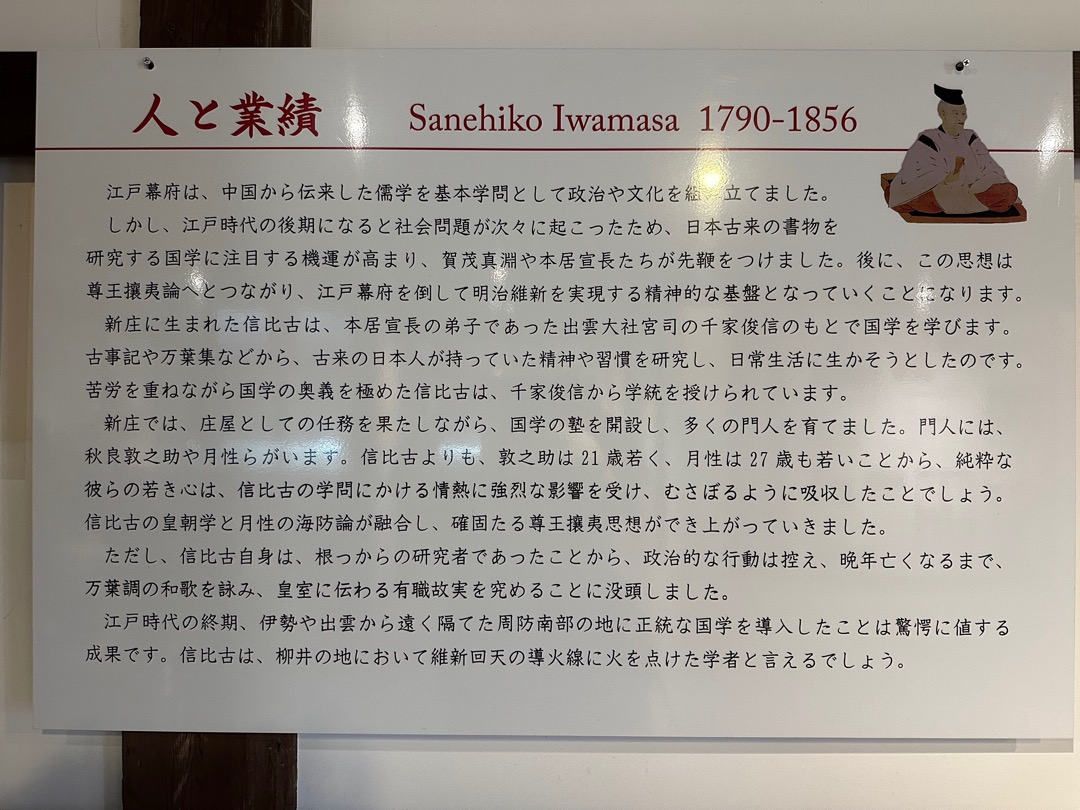 人と業績 Sanehiko Iwamasa 1790-1856
江戸幕府は、中国から伝来した儒学を基本学問として政治や文化を組み立てました。
しかし、江戸時代の後期になると社会問題が次々に起こったため、日本古来の書物を
研究する国学に注目する機運が高まり、賀茂真淵や本居宣長たちが先鞭をつけました。後に、この思想は
尊王攘夷論へとつながり、江戸幕府を倒して明治維新を実現する精神的な基盤となっていくことになります。
新庄に生まれた信比古は、本居宣長の弟子であった出雲大社宮司の千家俊信のもとで国学を学びます。
古事記や万葉集などから、古来の日本人が持っていた精神や習慣を研究し、日常生活に生かそうとしたのです。
苦労を重ねながら国学の奥義を極めた信比古は、千家俊信から学統を授けられています。
新庄では、庄屋としての任務を果たしながら、国学の塾を開設し、多くの門人を育てました。門人には、
秋良敦之助や月性らがいます。信比古よりも、敦之助は21歳若く、月性は27歳も若いことから、純粋な
彼らの若き心は、信比古の学問にかける情熱に強烈な影響を受け、むさぼるように吸収したことでしょう。
信比古の皇朝学と月性の海防論が融合し、確固たる尊王攘夷思想ができ上がっていきました。
ただし、信比古自身は、根っからの研究者であったことから、政治的な行動は控え、晩年亡くなるまで、
万葉調の和歌を詠み、皇室に伝わる有職故実を究めることに没頭しました。
江戸時代の終期、伊勢や出雲から遠く隔てた周防南部の地に正統な国学を導入したことは驚愕に値する
成果です。信比古は、柳井の地において維新回天の導火線に火を点けた学者と言えるでしょう。